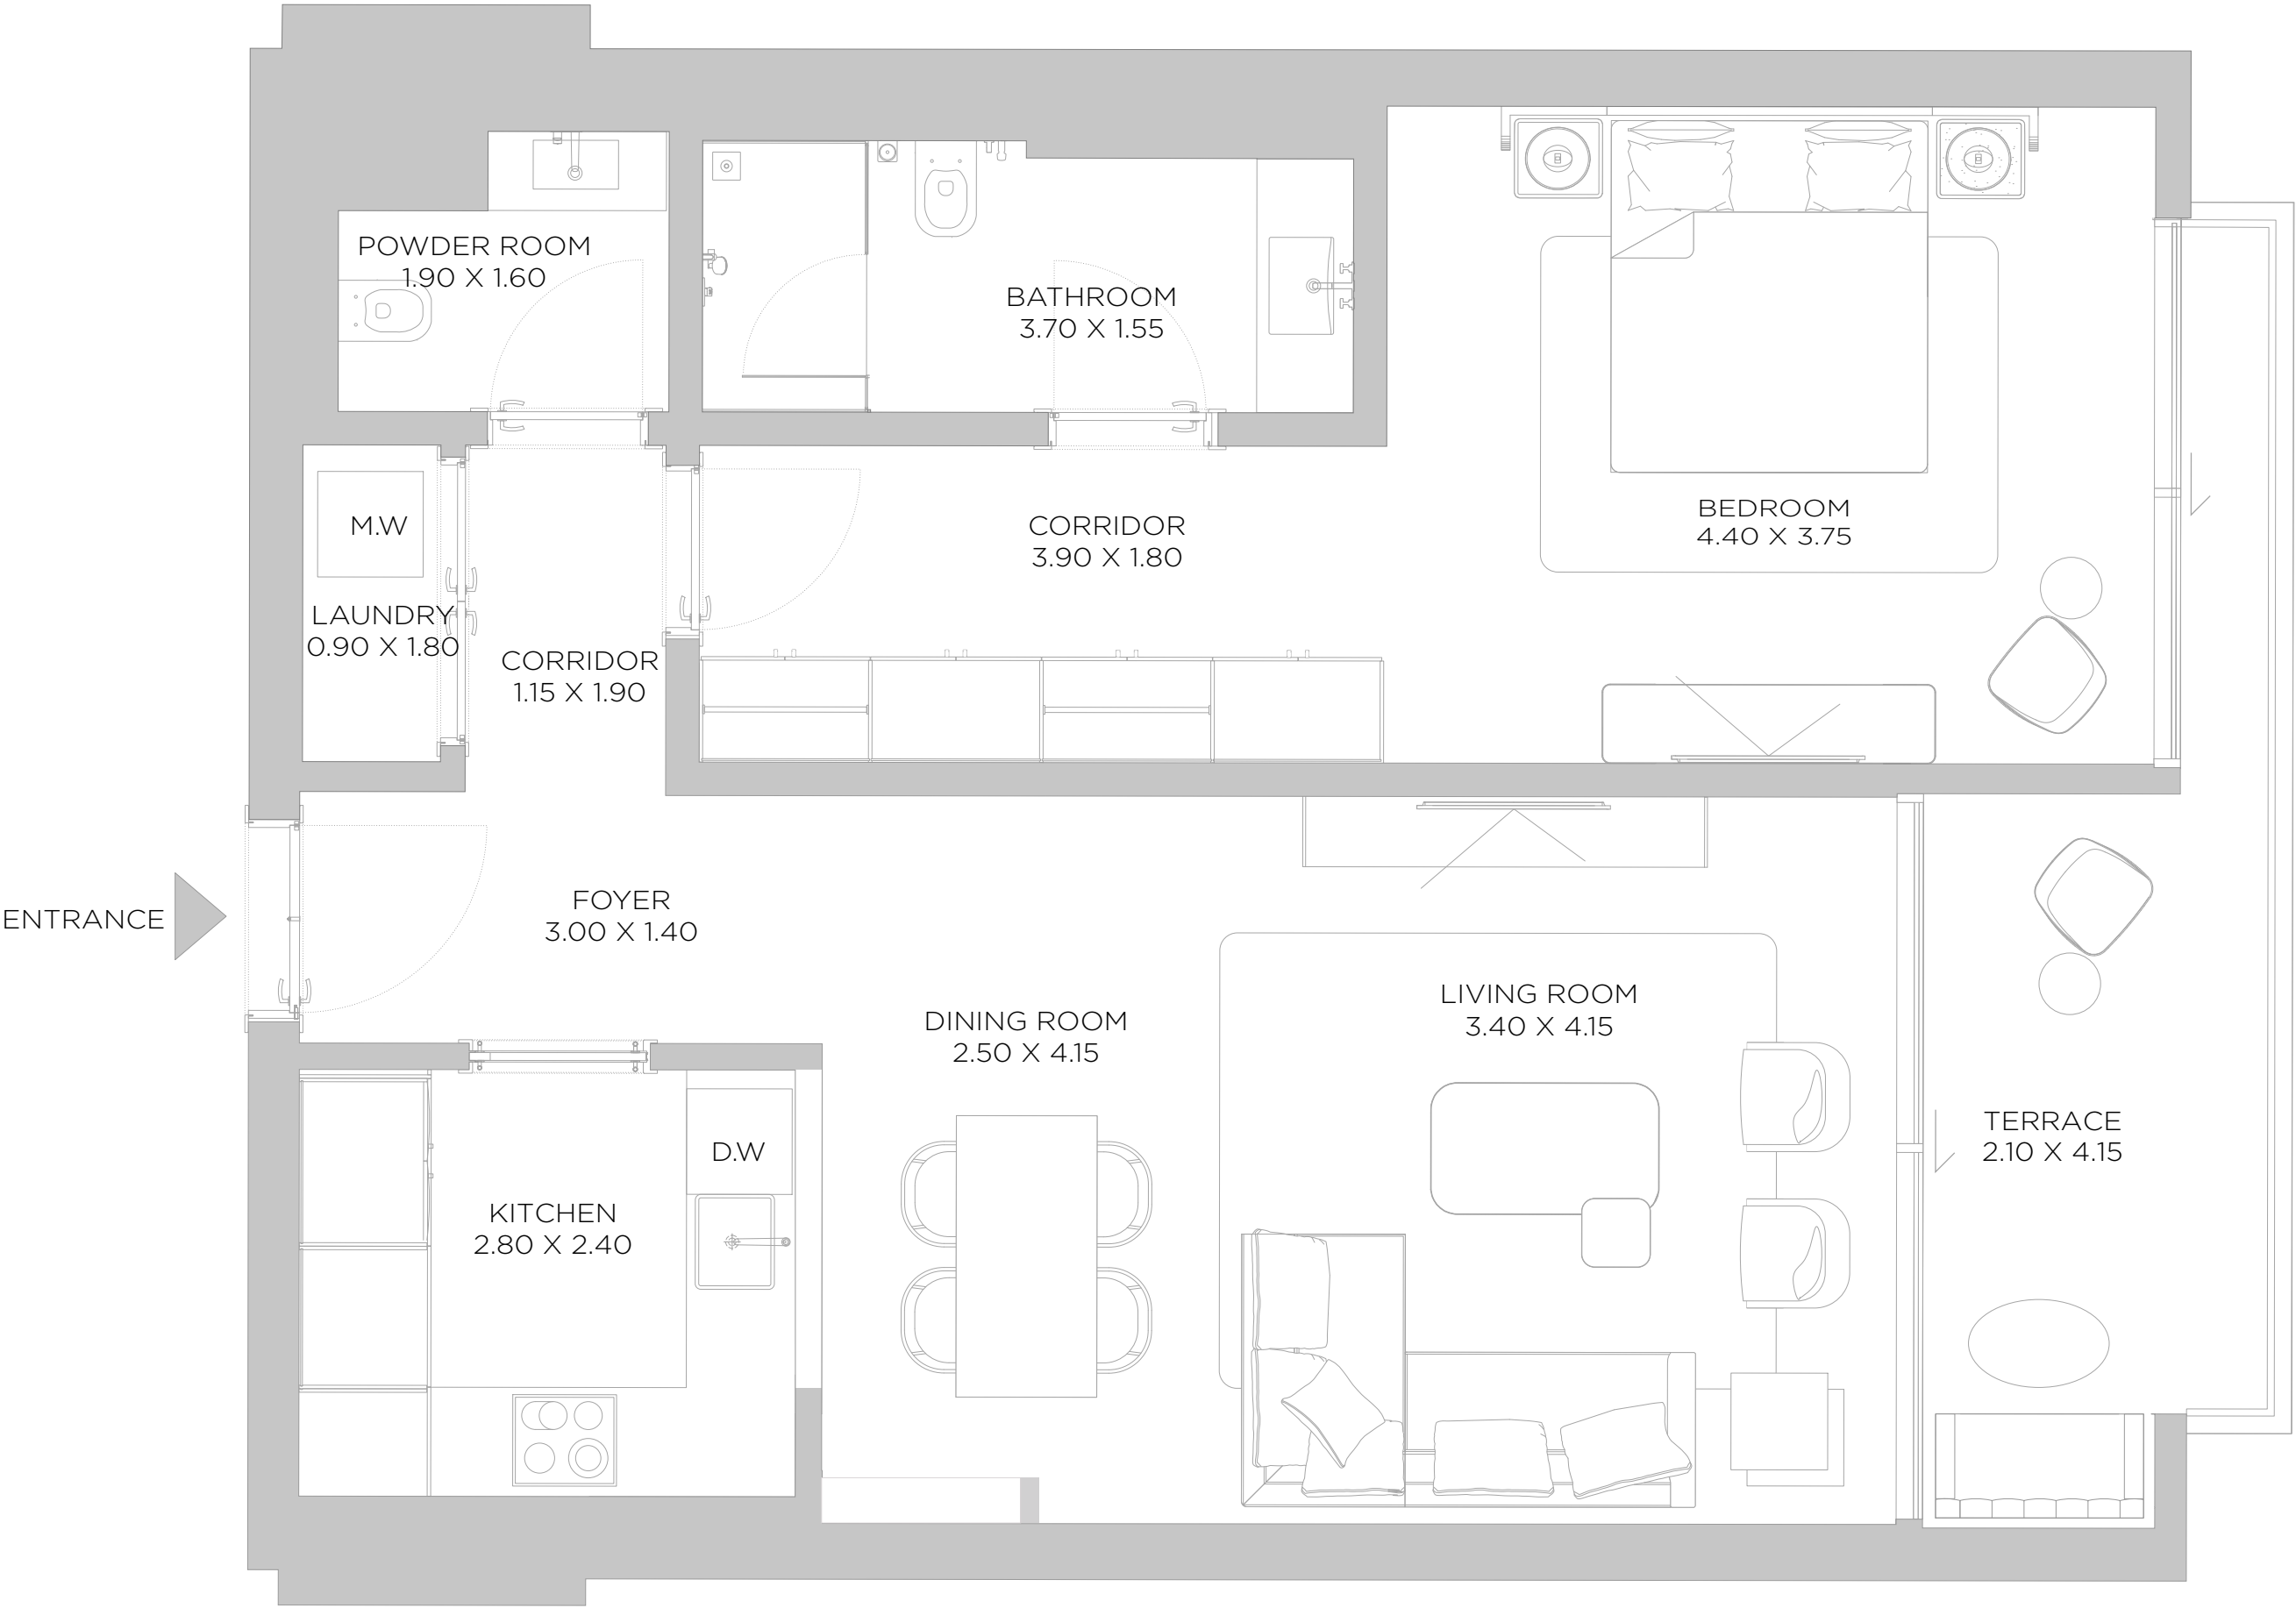 POWDER ROOM
1.90 X 1.60
BATHROOM
3.70 X 1.55
M.W
LAUNDRY
0.90 X 1.80
CORRIDOR
1.15 X 1.90
CORRIDOR
3.90 X 1.80
BEDROOM
4.40 X 3.75
ENTRANCE
FOYER
3.00 X 1.40
DINING ROOM
2.50 X 4.15
LIVING ROOM
3.40 X 4.15
TERRACE
2.10 X 4.15
D.W
KITCHEN
2.80 X 2.40